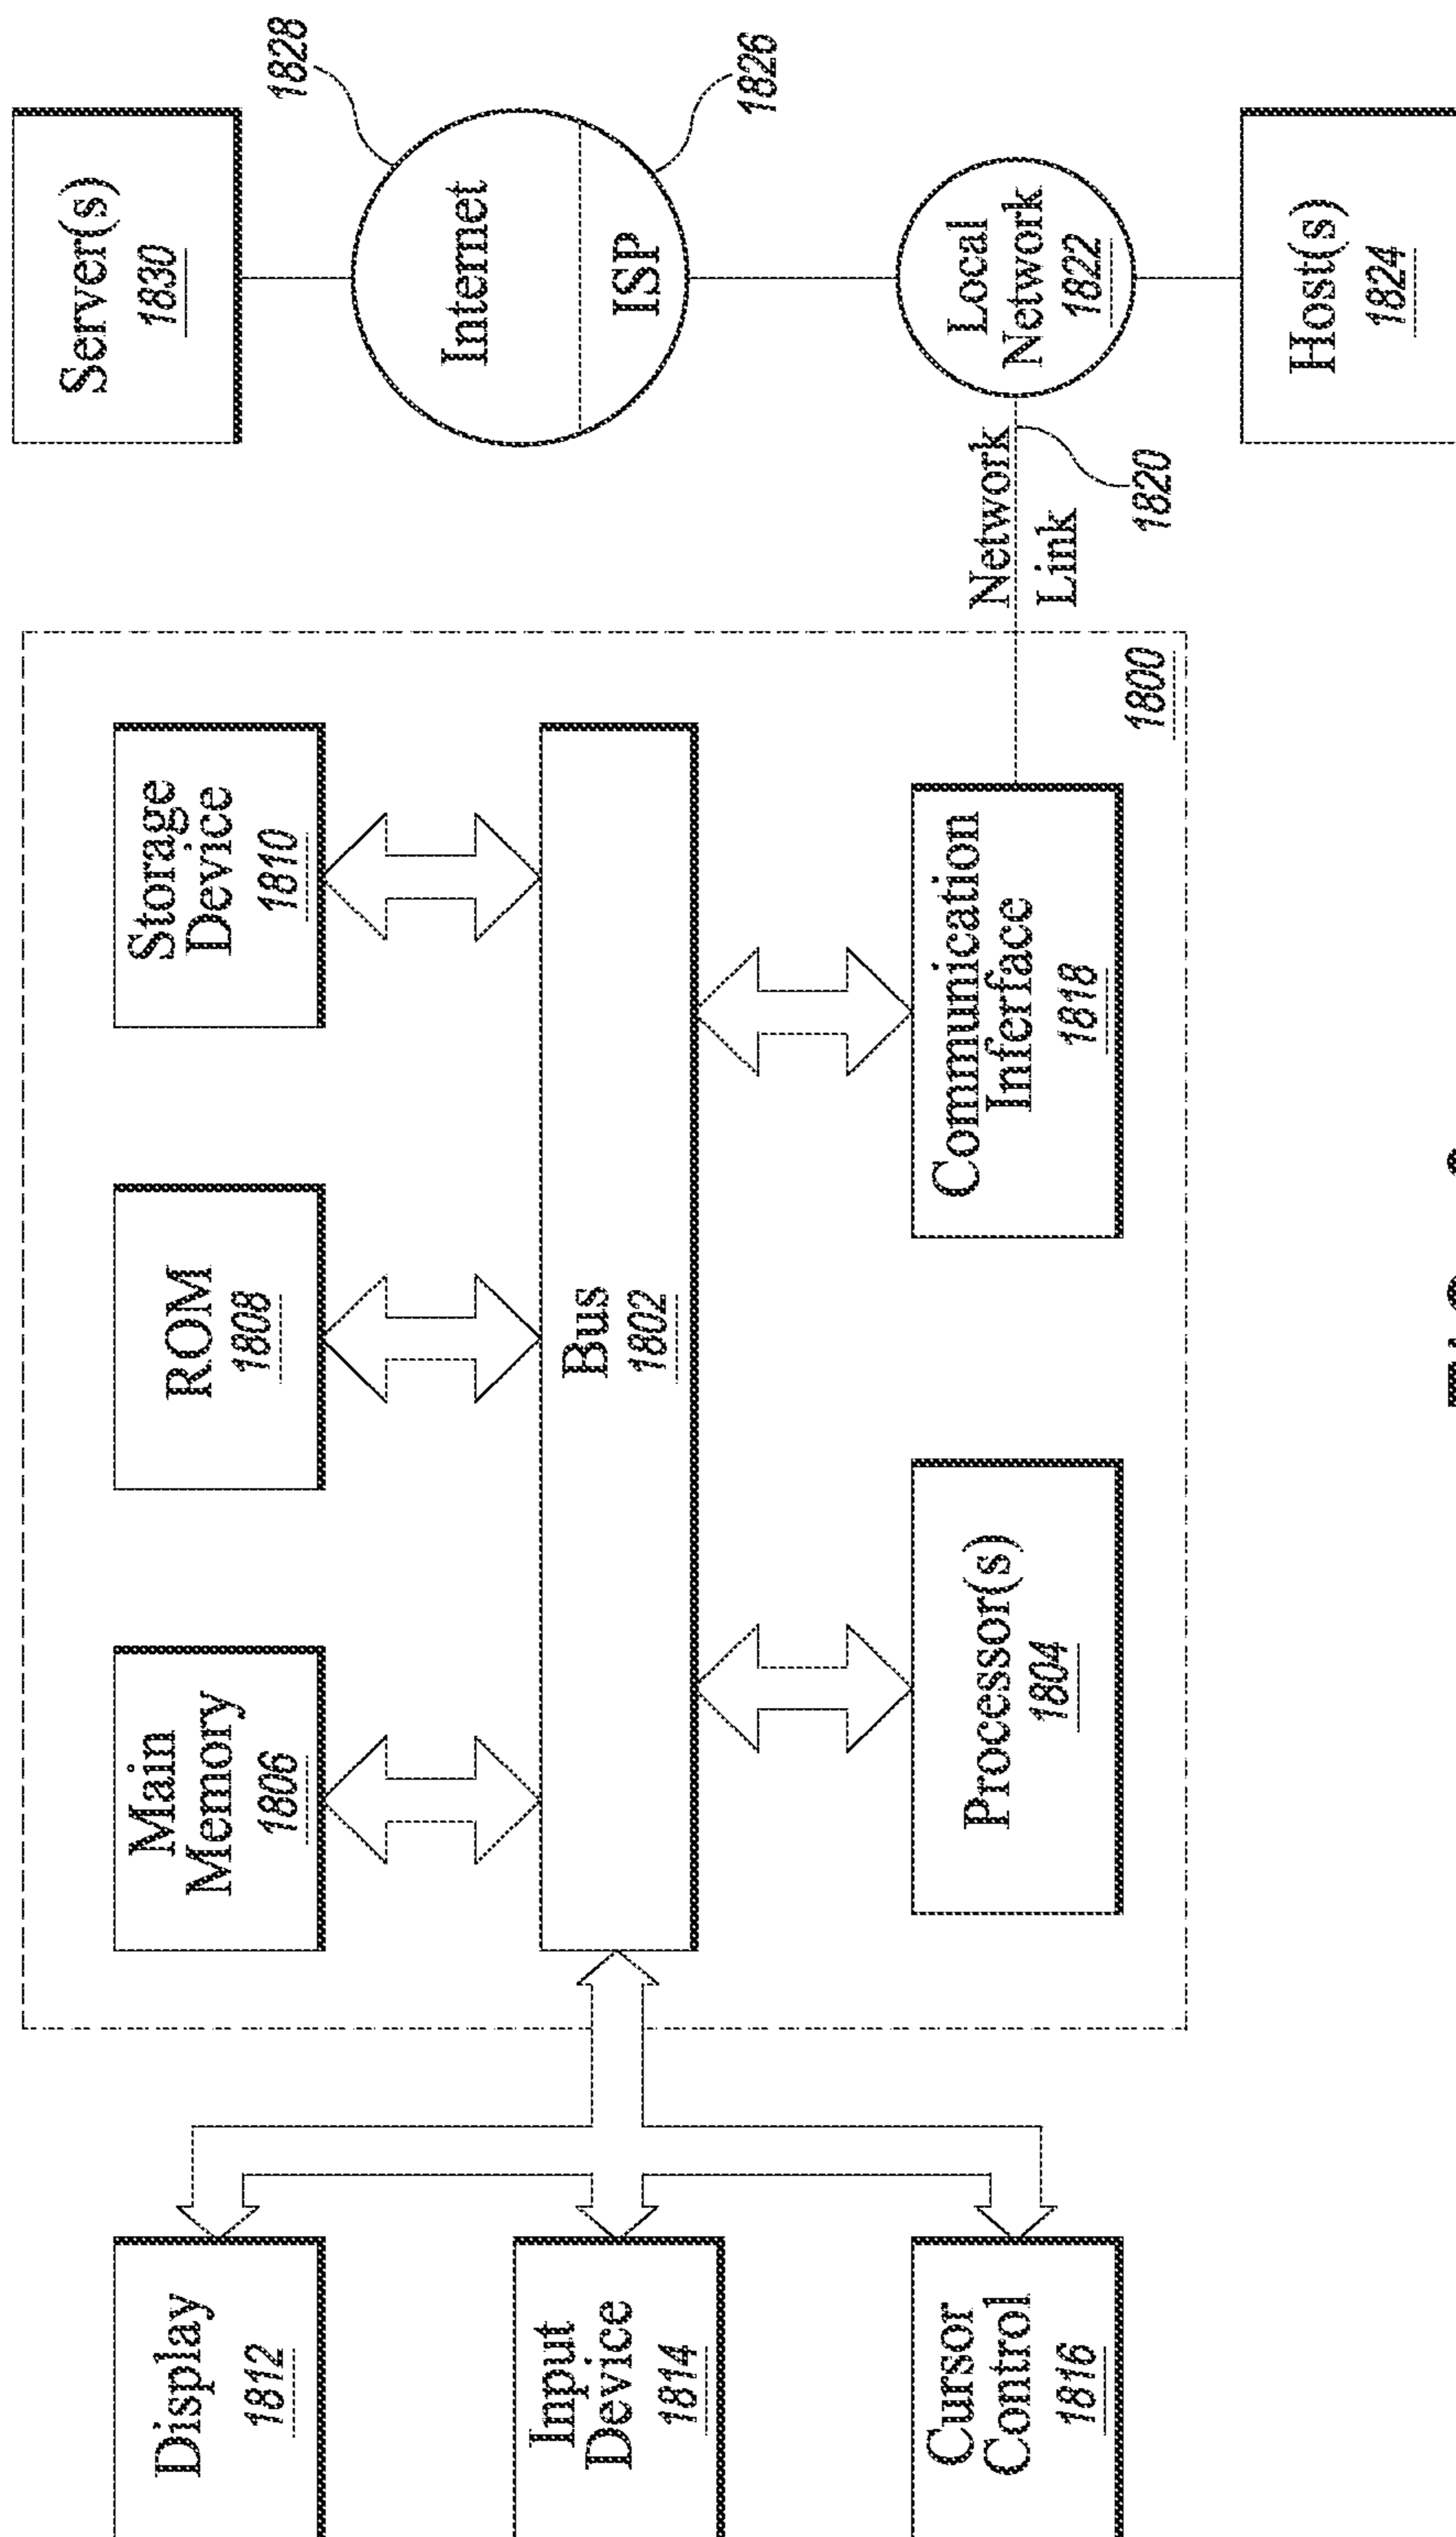 Display
1812
Input
Device
1814
Cursor
Control
1816
Main
Memory
1806
ROM
1808
Storage
Device
1810
Bus
1802
Processor(s)
1804
Communication
Inferface
1818
1800
Network
Link
1820
Server(s)
1830
1828
Internet
ISP
1826
Local
Network
1822
Host(s)
1824